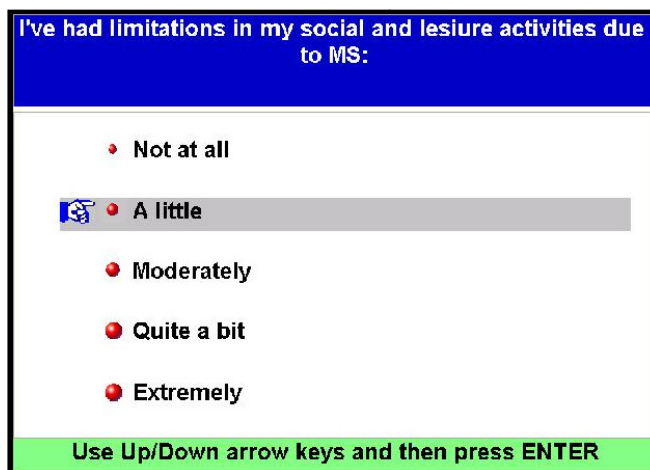 I've had limitations in my social and lesiure activities due
to MS:
Not at all
A little
Moderately
Quite a bit
Extremely
Use Up/Down arrow keys and then press ENTER